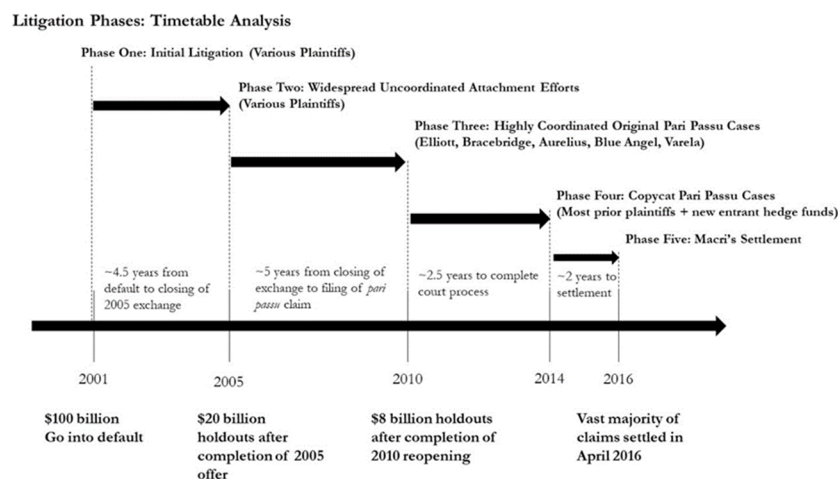 Litigation Phases: Timetable Analysis
Phase One: Initial Litigation (Various Plaintiffs)
Phase Two: Widespread Uncoordinated Attachment Efforts
(Various Plaintiffs)
Phase Three: Highly Coordinated Original Pari Passu Cases
(Elliott, Bracebridge, Aurelius, Blue Angel, Varela)
Phase Four: Copycat Pari Passu Cases
(Most prior plaintiffs + new entrant hedge funds)
Phase Five: Macri's Settlement
~4.5 years from
default to closing of
2005 exchange
~5 years from closing of
exchange to filing of pari
passu claim
~2.5 years to complete
court process
~2 years to
settlement
2001
2005
2010
2014
2016
$100 billion
Go into default
$20 billion
holdouts after
completion of 2005
offer
$8 billion holdouts
after completion of
2010 reopening
Vast majority of
claims settled in
April 2016